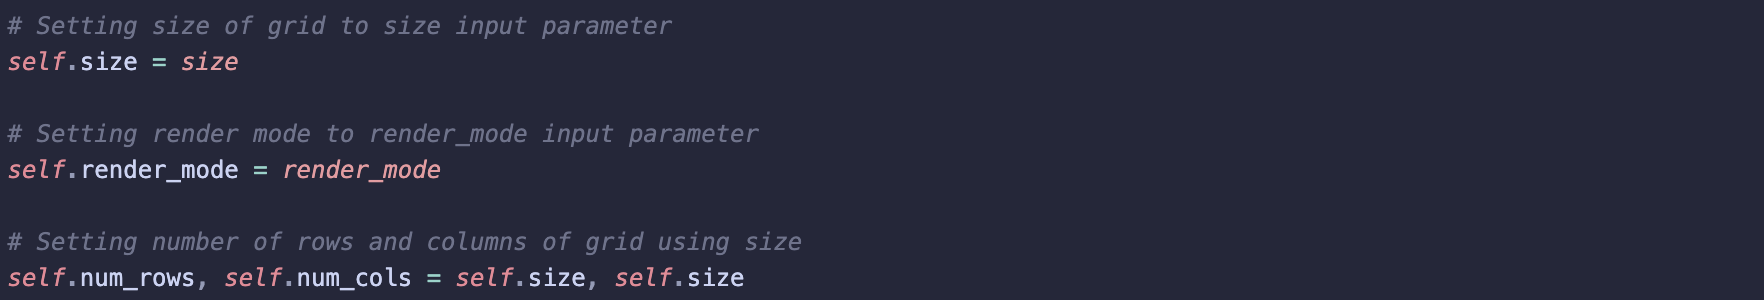 # Setting size of grid to size input parameter
self.size = size
# Setting render mode to render_mode input parameter
self.render_mode = render_mode
# Setting number of rows and columns of grid using size
self.num_rows, self.num_cols = self.size, self.size